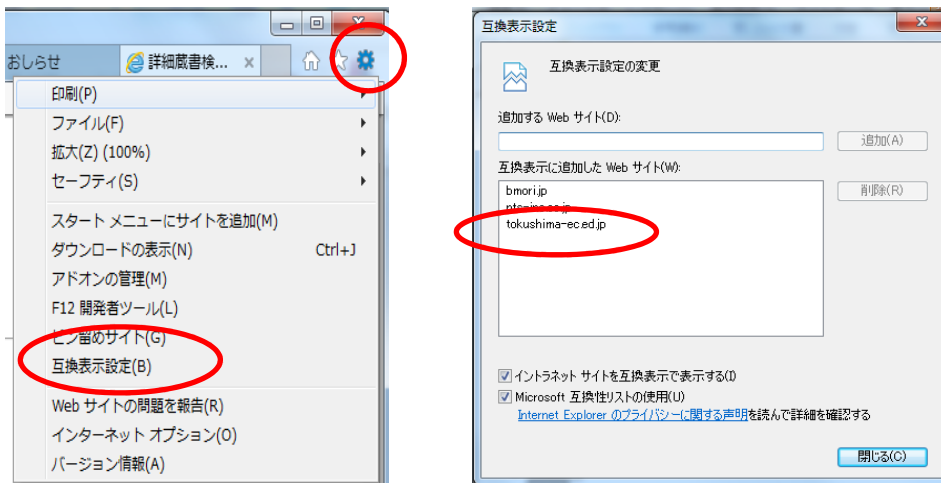 おしらせ
詳細蔵書検... ×
印刷(P)
ファイル(F)
拡大(Z) (100%)
セーフティ(S)
スタート メニューにサイトを追加(M)
ダウンロードの表示(N) Ctrl+J
アドオンの管理(M)
F12 開発者ツール(L)
ピン留めサイト(G)
互換表示設定(B)
Web サイトの問題を報告(R)
インターネット オプション(O)
バージョン情報(A)
互換表示設定
互換表示設定の変更
追加する Web サイト(D):
追加(A)
互換表示に追加した Web サイト(W):
bmori.jp
削除(R)
tokushima-ec.ed.jp
イントラネット サイトを互換表示で表示する(I)
Microsoft 互換性リストの使用(U)
Internet Explorer のプライバシーに関する声明を読んで詳細を確認する
閉じる(C)